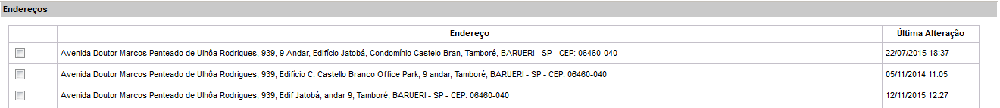 Endereços
Endereço Última Alteração
Avenida Doutor Marcos Penteado de Ulhôa Rodrigues, 939, 9 Andar, Edifício Jatobá, Condomínio Castelo Bran, Tamboré, BARUERI - SP - CEP: 06460-040 22/07/2015 18:37
Avenida Doutor Marcos Penteado de Ulhôa Rodrigues, 939, Edifício C. Castello Branco Office Park, 9 andar, Tamboré, BARUERI - SP - CEP: 06460-040 05/11/2014 11:05
Avenida Doutor Marcos Penteado de Ulhôa Rodrigues, 939, Edif Jatobá, andar 9, Tamboré, BARUERI - SP - CEP: 06460-040 12/11/2015 12:27